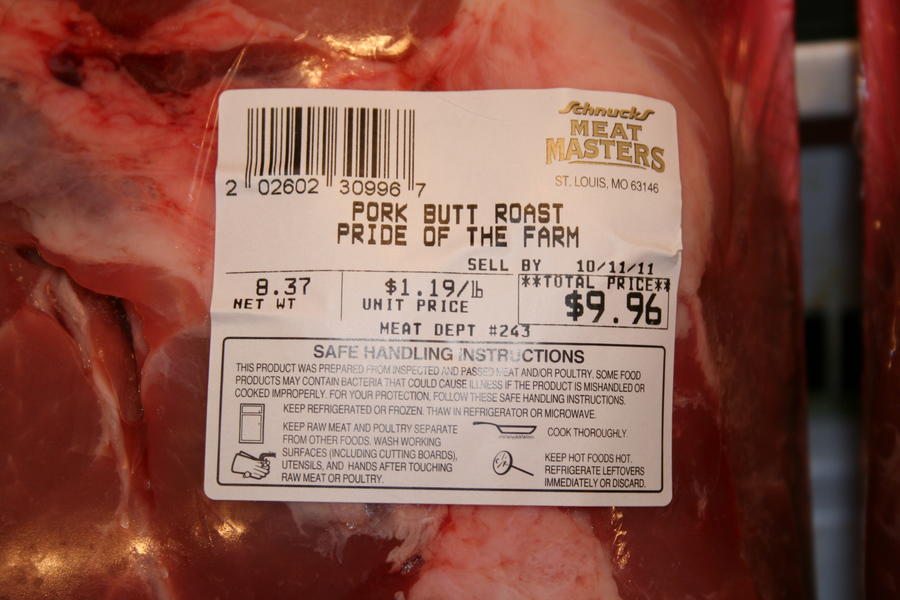 Schnucks
MEAT
MASTERS
ST. LOUIS, MO 63146
2 02602 30996 7
PORK BUTT ROAST
PRIDE OF THE FARM
SELL BY 10/11/11
8.37
NET WT
$1.19/lb
UNIT PRICE
**TOTAL PRICE**
$9.96
MEAT DEPT #243
SAFE HANDLING INSTRUCTIONS
THIS PRODUCT WAS PREPARED FROM INSPECTED AND PASSED MEAT AND/OR POULTRY. SOME FOOD
PRODUCTS MAY CONTAIN BACTERIA THAT COULD CAUSE ILLNESS IF THE PRODUCT IS MISHANDLED OR
COOKED IMPROPERLY. FOR YOUR PROTECTION, FOLLOW THESE SAFE HANDLING INSTRUCTIONS.
KEEP REFRIGERATED OR FROZEN. THAW IN REFRIGERATOR OR MICROWAVE.
KEEP RAW MEAT AND POULTRY SEPARATE
FROM OTHER FOODS. WASH WORKING
SURFACES (INCLUDING CUTTING BOARDS),
UTENSILS, AND HANDS AFTER TOUCHING
RAW MEAT OR POULTRY.
COOK THOROUGHLY.
KEEP HOT FOODS HOT.
REFRIGERATE LEFTOVERS
IMMEDIATELY OR DISCARD.